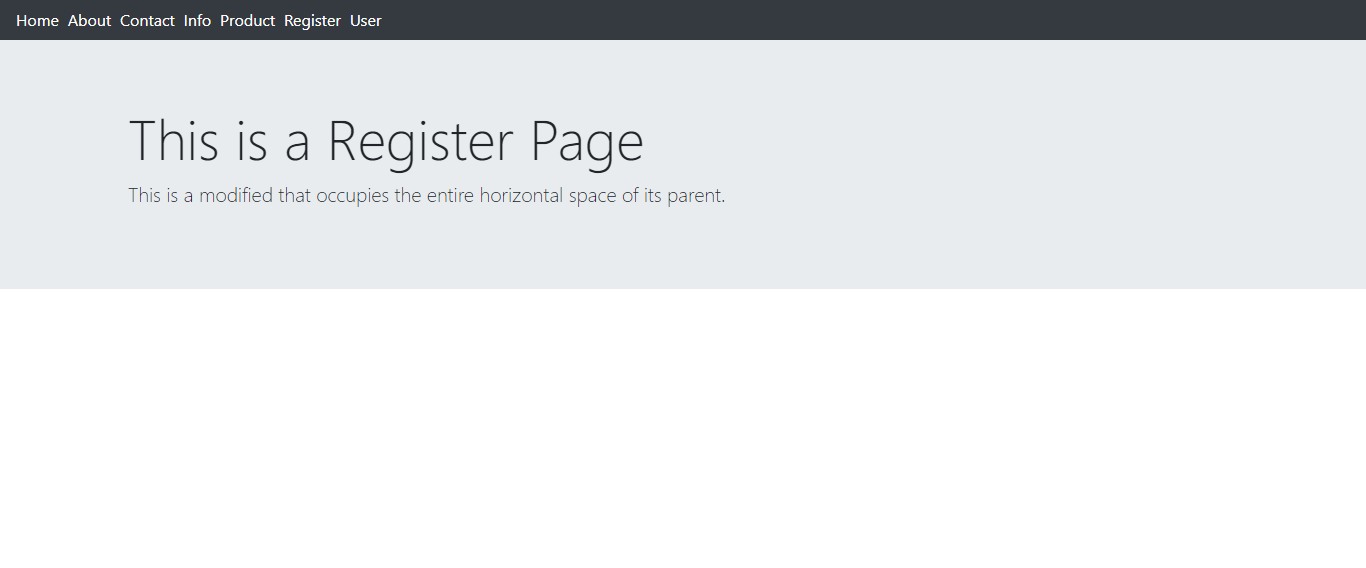 Home About Contact Info Product Register User
This is a Register Page
This is a modified that occupies the entire horizontal space of its parent.